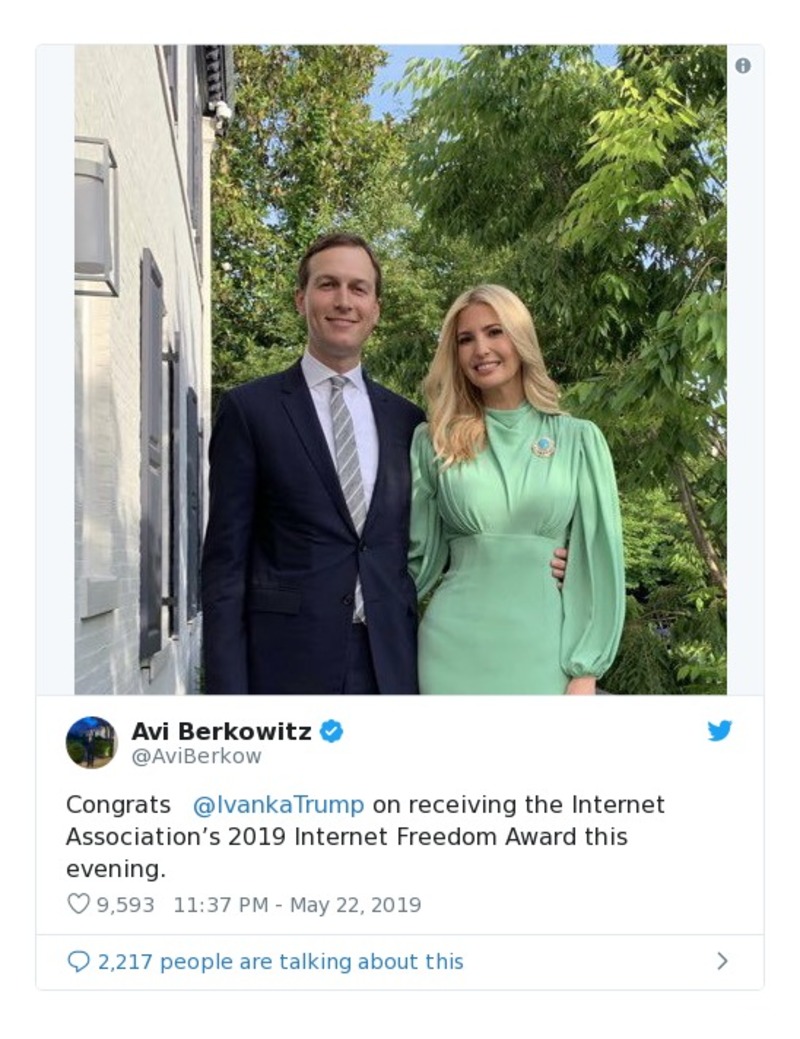 Avi Berkowitz
@AviBerkow
Congrats @IvankaTrump on receiving the Internet
Association’s 2019 Internet Freedom Award this
evening.
9,593 11:37 PM - May 22, 2019
2,217 people are talking about this